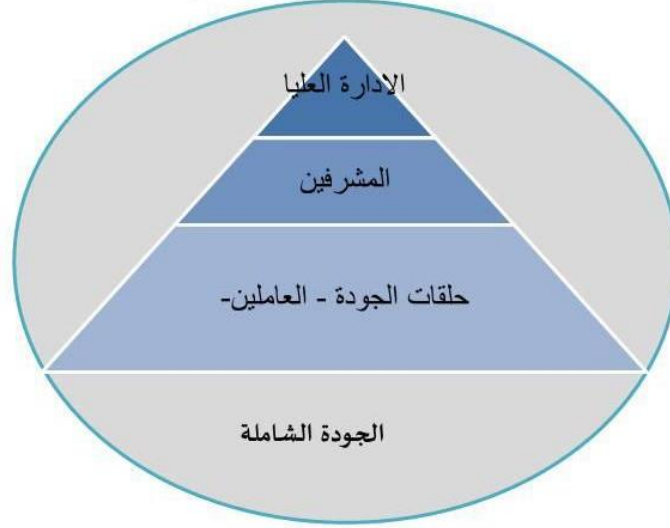 الادارة العليا
المشرفين
حلقات الجودة - العاملين-
الجودة الشاملة